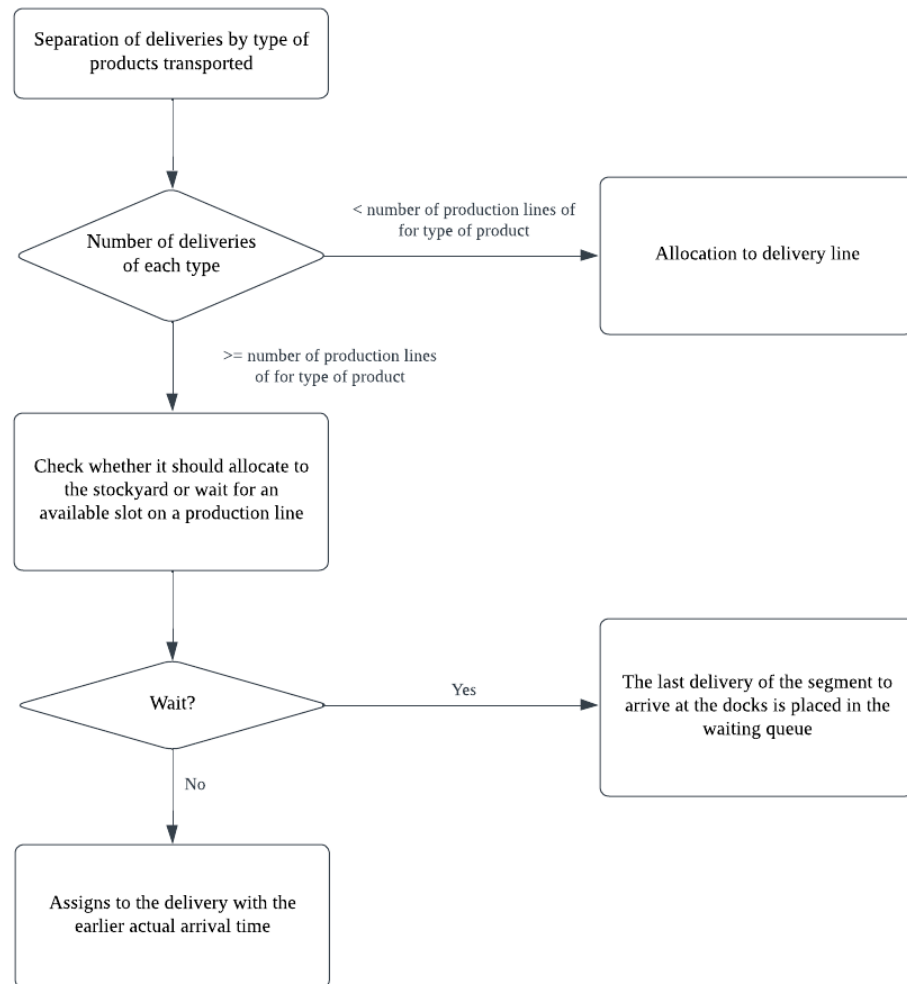 Separation of deliveries by type of
products transported
Number of deliveries
of each type
< number of production lines of
for type of product
Allocation to delivery line
>= number of production lines
of for type of product
Check whether it should allocate to
the stockyard or wait for an
available slot on a production line
Wait?
Yes
The last delivery of the segment to
arrive at the docks is placed in the
waiting queue
No
Assigns to the delivery with the
earlier actual arrival time